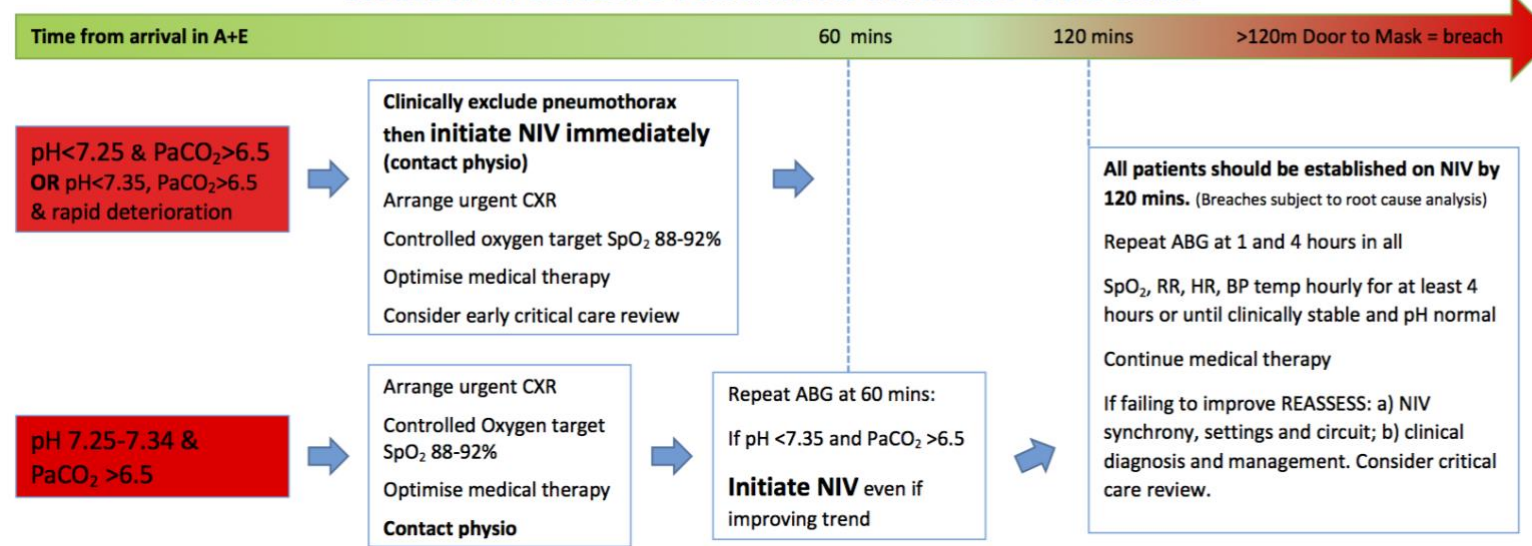 Time from arrival in A+E
60 mins
120 mins
>120m Door to Mask = breach
pH<7.25 & PaCO₂>6.5
OR pH<7.35, PaCO₂>6.5
& rapid deterioration
Clinically exclude pneumothorax
then initiate NIV immediately
(contact physio)
Arrange urgent CXR
Controlled oxygen target SpO₂ 88-92%
Optimise medical therapy
Consider early critical care review
pH 7.25-7.34 &
PaCO₂ >6.5
Arrange urgent CXR
Controlled Oxygen target
SpO₂ 88-92%
Optimise medical therapy
Contact physio
Repeat ABG at 60 mins:
If pH <7.35 and PaCO₂ >6.5
Initiate NIV even if
improving trend
All patients should be established on NIV by
120 mins. (Breaches subject to root cause analysis)
Repeat ABG at 1 and 4 hours in all
SpO₂, RR, HR, BP temp hourly for at least 4
hours or until clinically stable and pH normal
Continue medical therapy
If failing to improve REASSESS: a) NIV
synchrony, settings and circuit; b) clinical
diagnosis and management. Consider critical
care review.